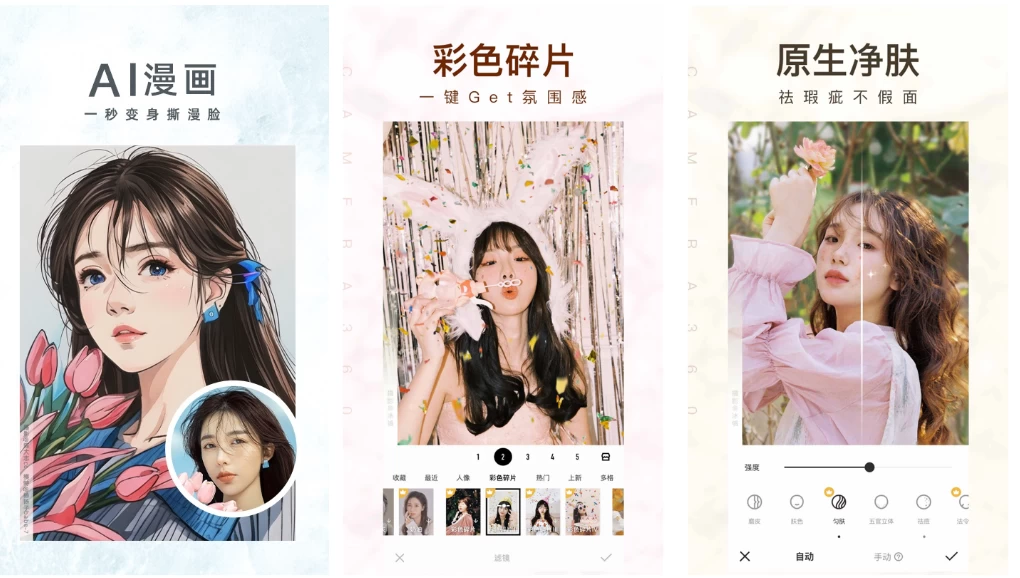 AI漫画
一秒变身撕漫脸
彩色碎片
一键Get氛围感
CAMERA360
1 2 3 4 5
收藏 最近 人像 彩色碎片 热门 上新 多格
滤镜
原生净肤
祛瑕疵不假面
CAMERA360
强度
磨皮 肤色 匀肤 五官立体 祛痣
自动 手动